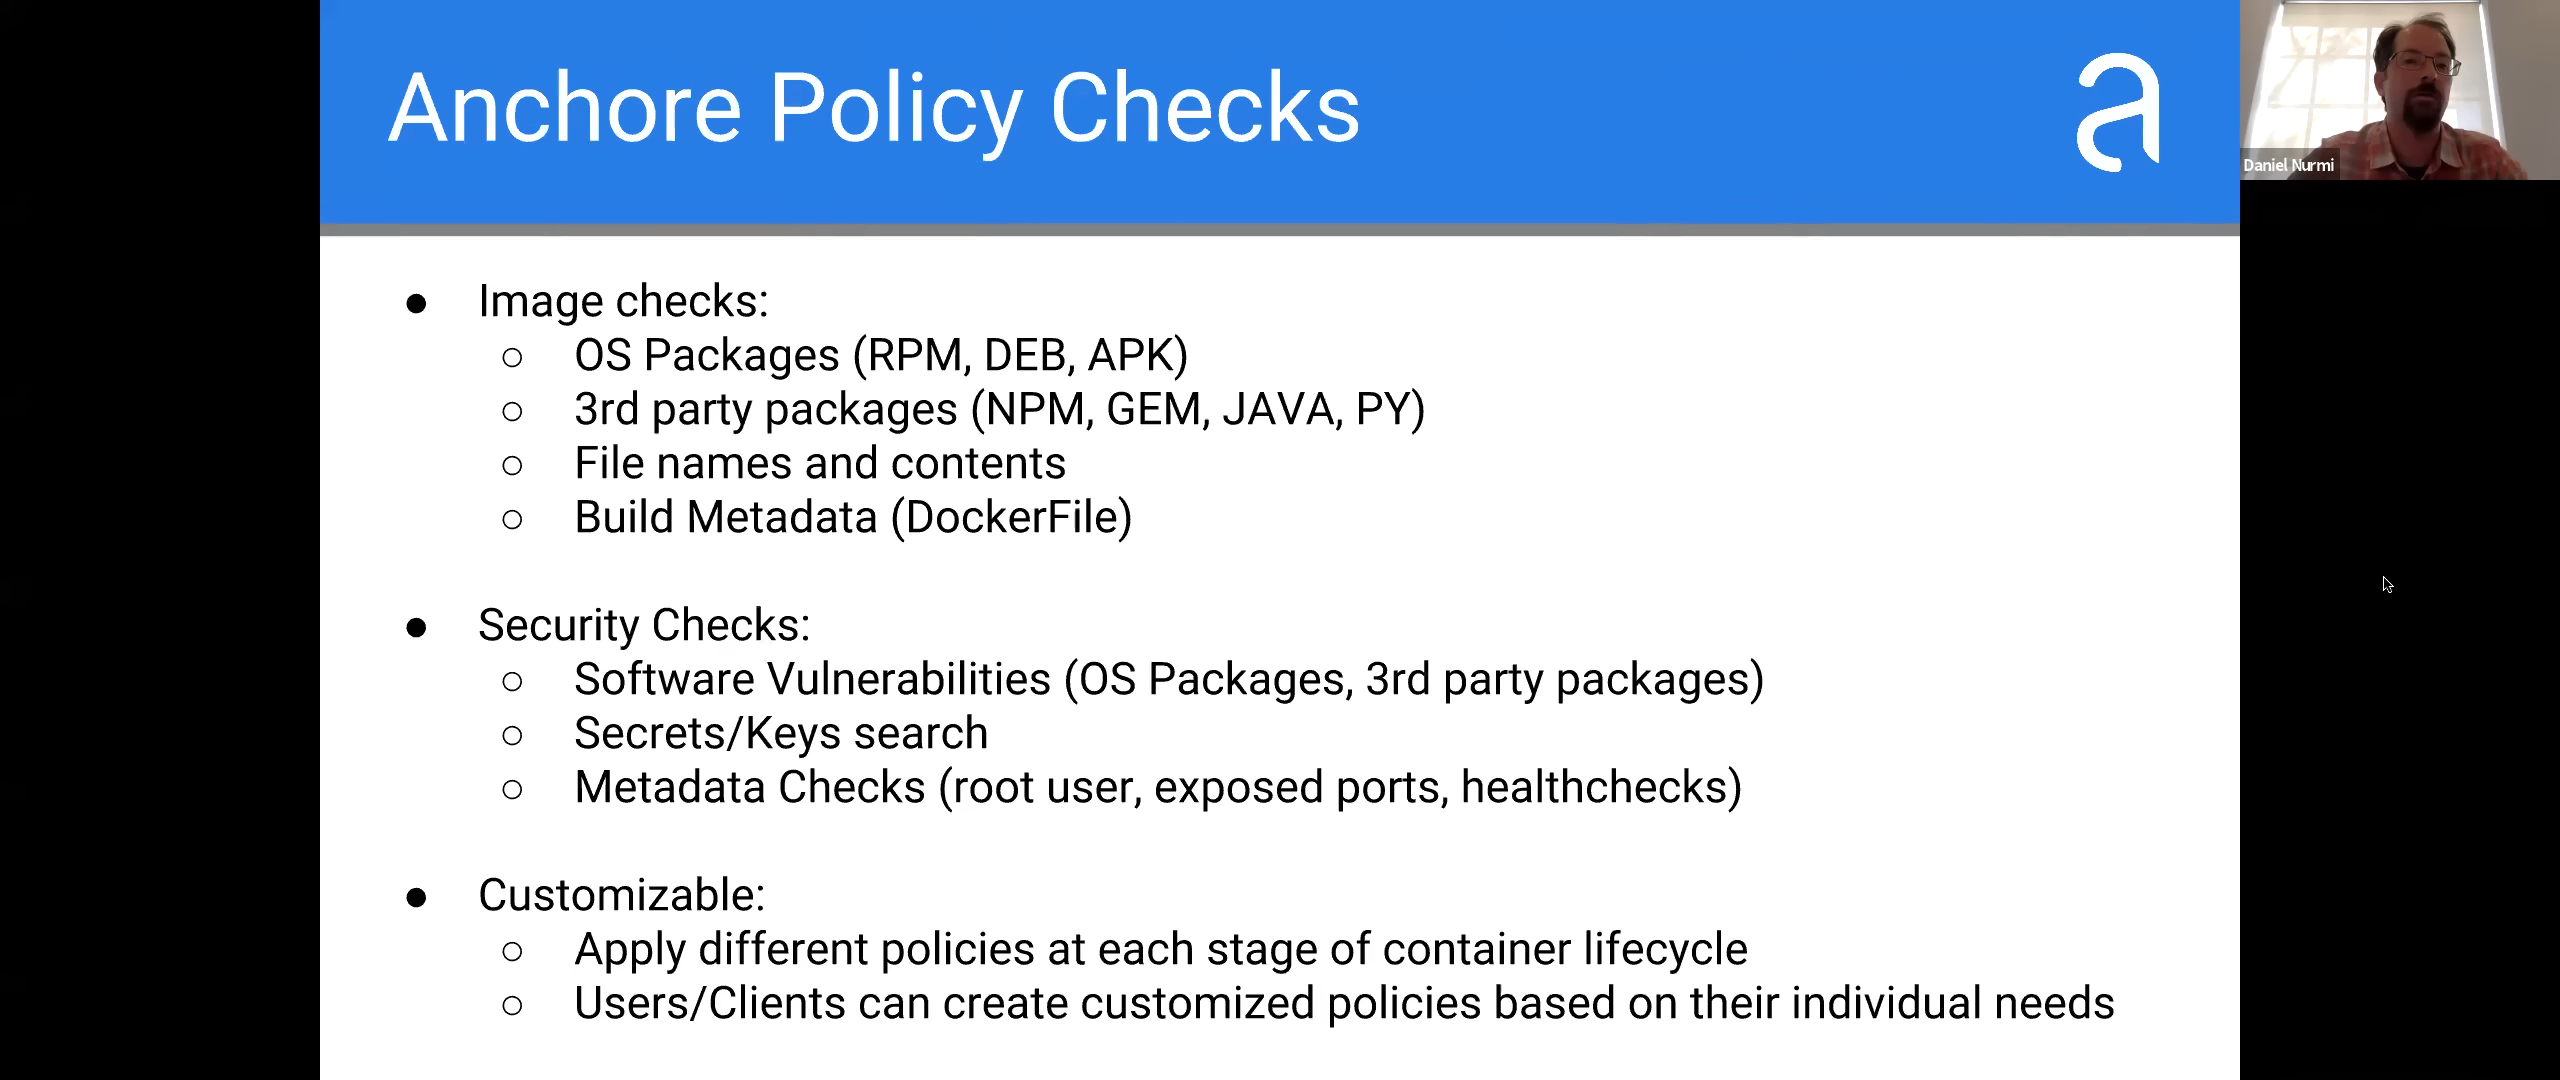 Anchore Policy Checks
Daniel Nurmi
● Image checks:
○ OS Packages (RPM, DEB, APK)
○ 3rd party packages (NPM, GEM, JAVA, PY)
○ File names and contents
○ Build Metadata (DockerFile)
● Security Checks:
○ Software Vulnerabilities (OS Packages, 3rd party packages)
○ Secrets/Keys search
○ Metadata Checks (root user, exposed ports, healthchecks)
● Customizable:
○ Apply different policies at each stage of container lifecycle
○ Users/Clients can create customized policies based on their individual needs